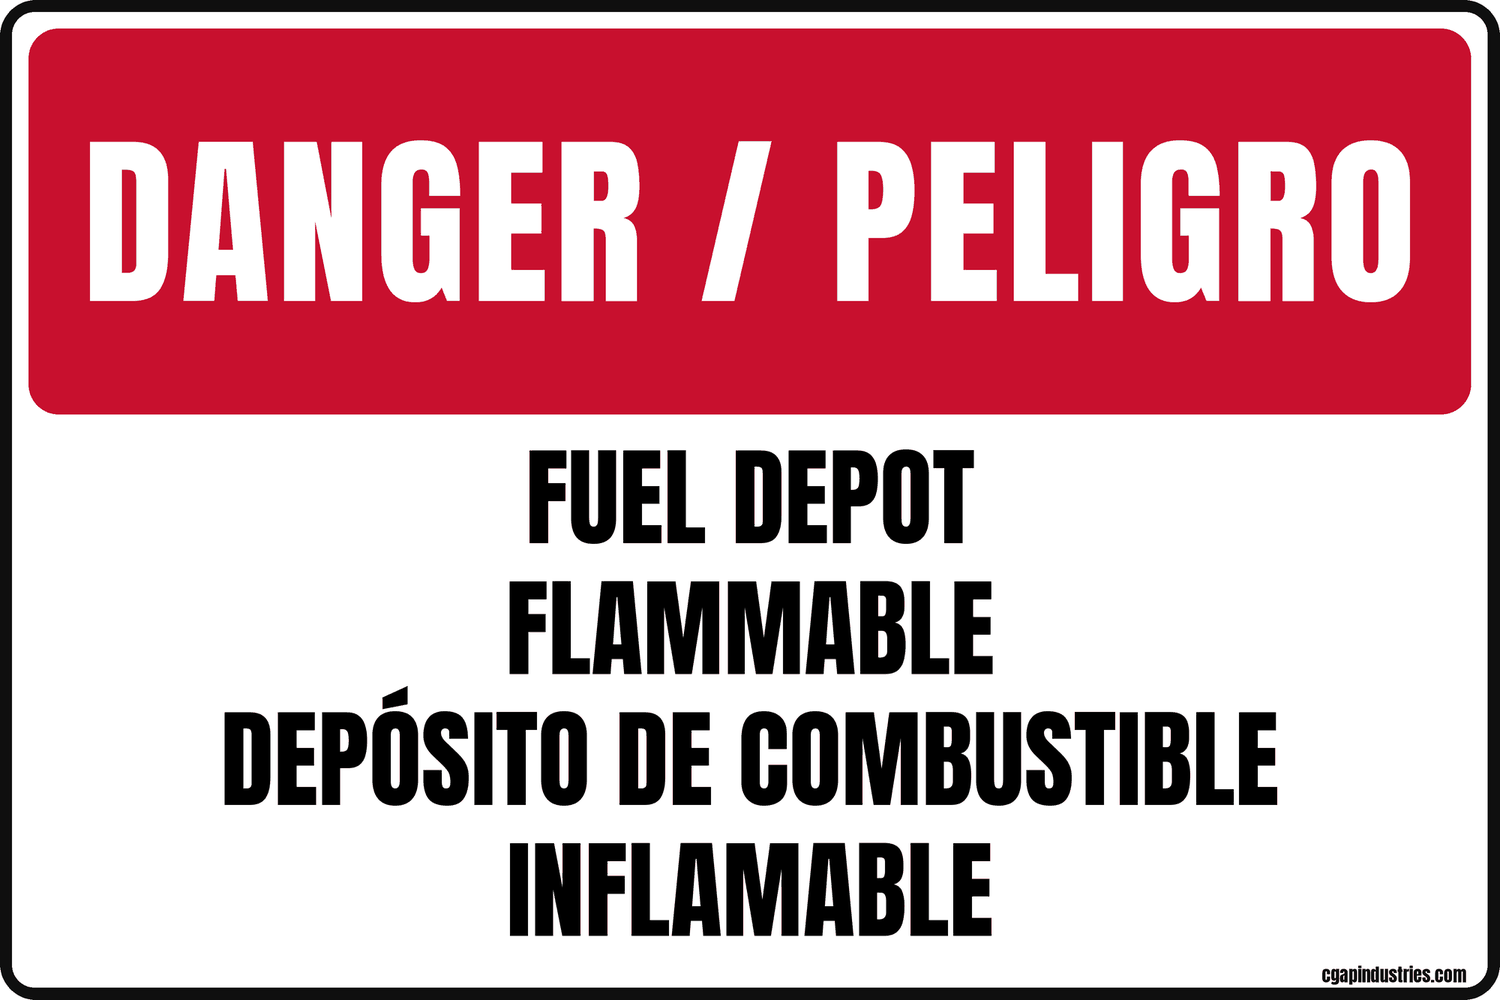 DANGER / PELIGRO
FUEL DEPOT
FLAMMABLE
DEPÓSITO DE COMBUSTIBLE
INFLAMABLE
cgapindustries.com